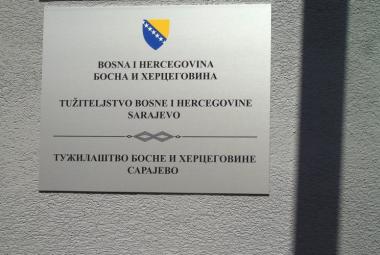 BOSNA I HERCEGOVINA
БОСНА И ХЕРЦЕГОВИНА
TUŽITELJSTVO BOSNE I HERCEGOVINE
SARAJEVO
ТУЖИЛАШТВО БОСНЕ И ХЕРЦЕГОВИНЕ
САРАЈЕВО